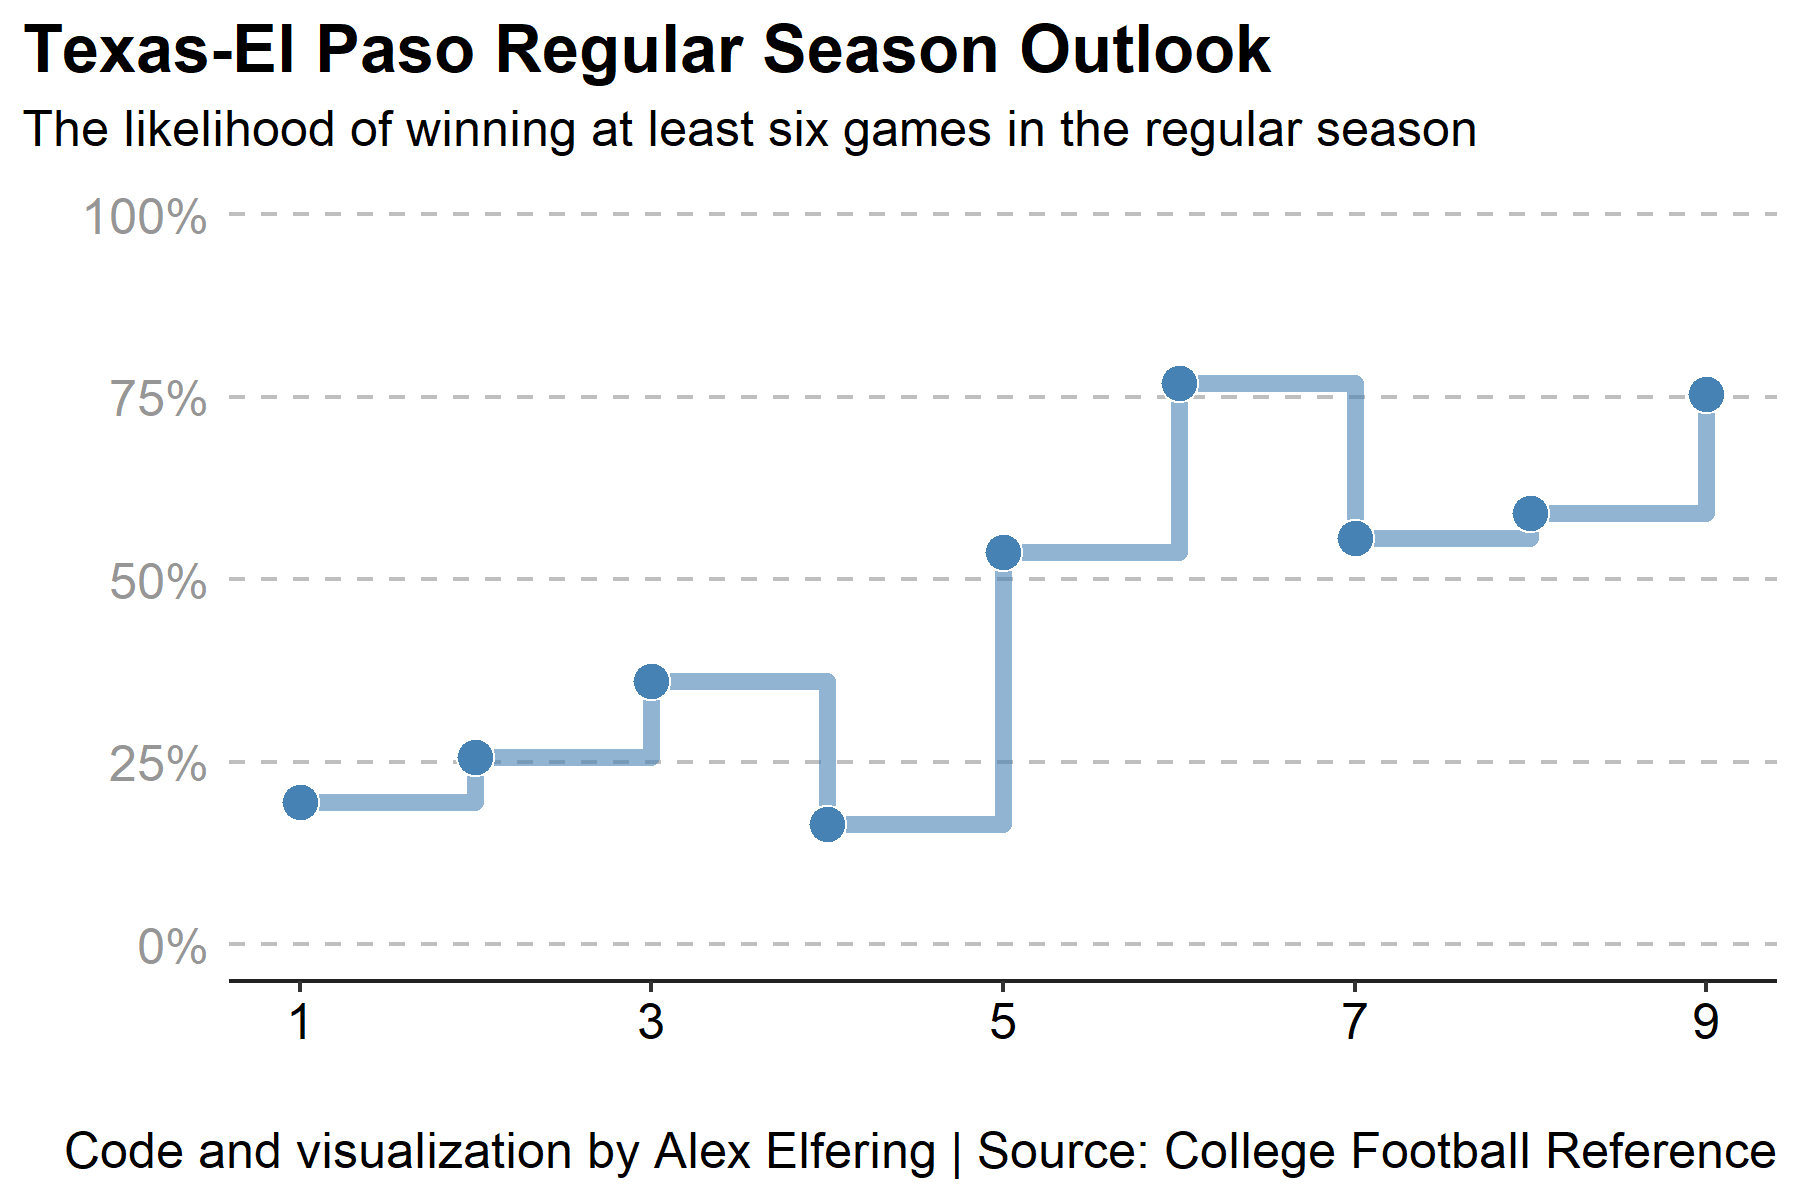 Texas-El Paso Regular Season Outlook
The likelihood of winning at least six games in the regular season
100%
75%
50%
25%
0%
1 3 5 7 9
Code and visualization by Alex Elfering | Source: College Football Reference